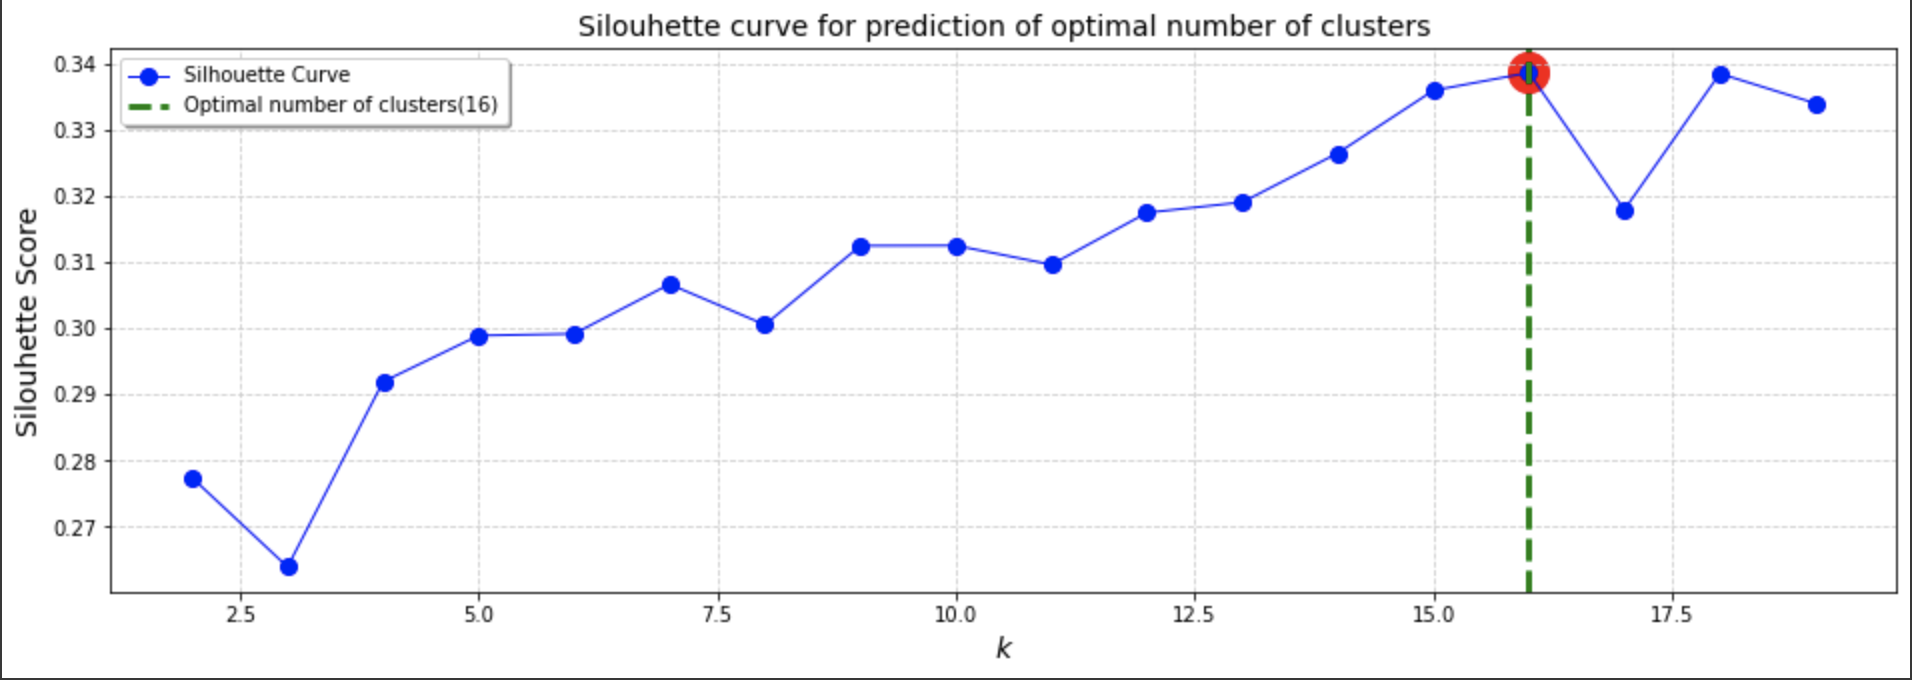 Silouhette curve for prediction of optimal number of clusters
Silhouette Curve
Optimal number of clusters(16)
Silouhette Score
0.34
0.33
0.32
0.31
0.30
0.29
0.28
0.27
2.5 5.0 7.5 10.0 12.5 15.0 17.5
k